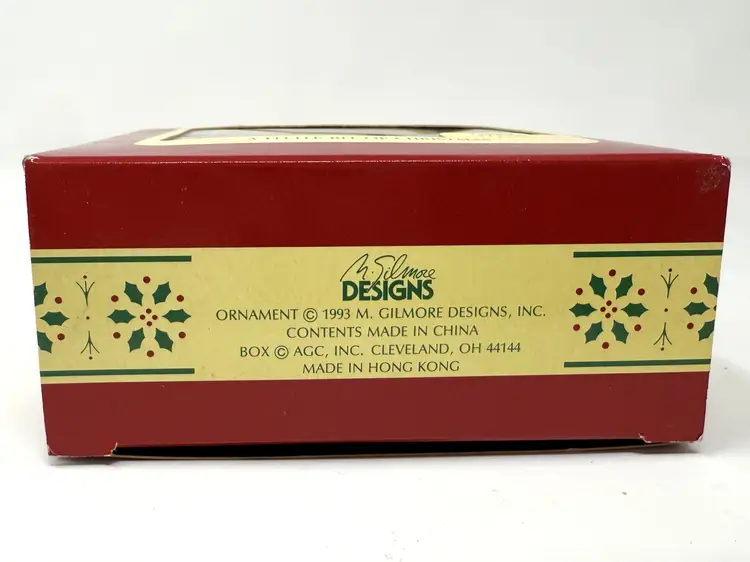 M. Gilmore
DESIGNS
ORNAMENT © 1993 M. GILMORE DESIGNS, INC.
CONTENTS MADE IN CHINA
BOX © AGC, INC. CLEVELAND, OH 44144
MADE IN HONG KONG